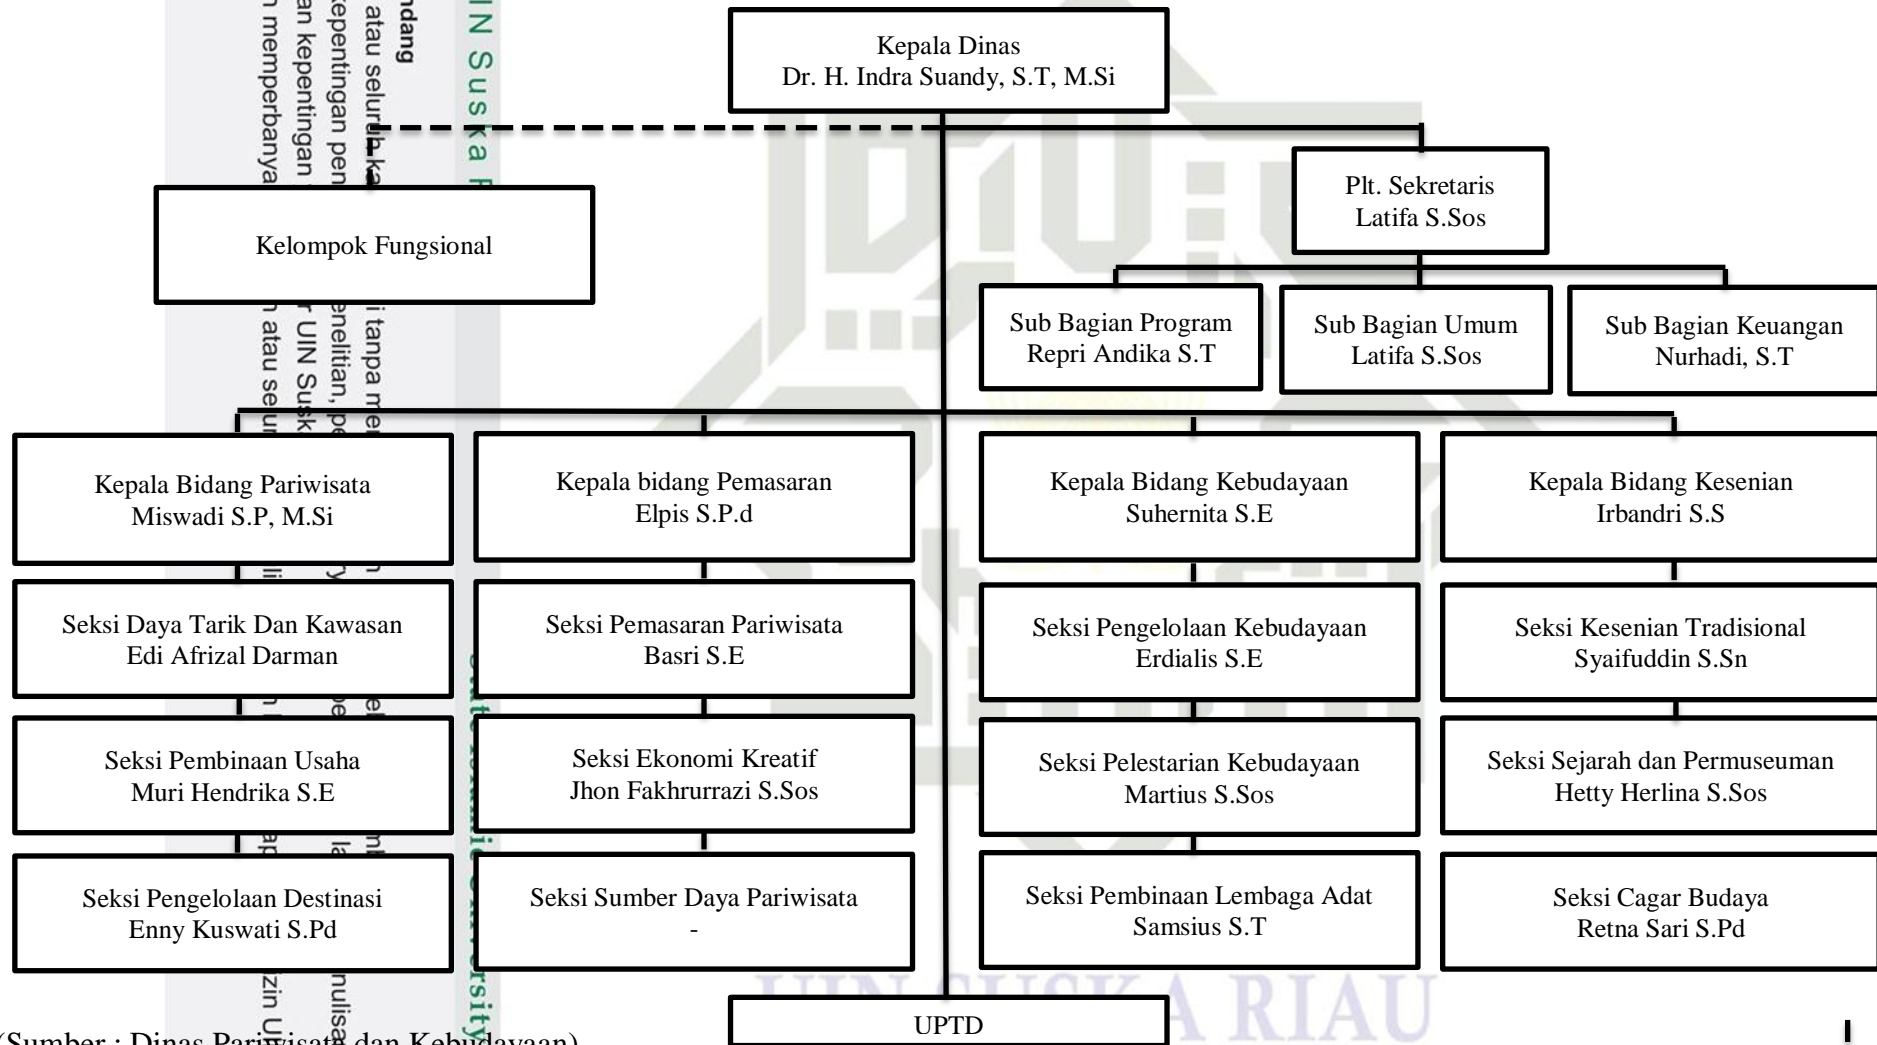 Kepala Dinas
Dr. H. Indra Suandy, S.T, M.Si
Plt. Sekretaris
Latifa S.Sos
Kelompok Fungsional
Sub Bagian Program
Repri Andika S.T
Sub Bagian Umum
Latifa S.Sos
Sub Bagian Keuangan
Nurhadi, S.T
Kepala Bidang Pariwisata
Miswadi S.P, M.Si
Kepala bidang Pemasaran
Elpis S.P.d
Kepala Bidang Kebudayaan
Suhernita S.E
Kepala Bidang Kesenian
Irbandri S.S
Seksi Daya Tarik Dan Kawasan
Edi Afrizal Darman
Seksi Pemasaran Pariwisata
Basri S.E
Seksi Pengelolaan Kebudayaan
Erdialis S.E
Seksi Kesenian Tradisional
Syaifuddin S.Sn
Seksi Pembinaan Usaha
Muri Hendrika S.E
Seksi Ekonomi Kreatif
Jhon Fakhrurrazi S.Sos
Seksi Pelestarian Kebudayaan
Martius S.Sos
Seksi Sejarah dan Permuseuman
Hetty Herlina S.Sos
Seksi Pengelolaan Destinasi
Enny Kuswati S.Pd
Seksi Sumber Daya Pariwisata
-
Seksi Pembinaan Lembaga Adat
Samsius S.T
Seksi Cagar Budaya
Retna Sari S.Pd
UPTD
(Sumber : Dinas Pariwisata dan Kebudayaan)
UIN SUSKA RIAU